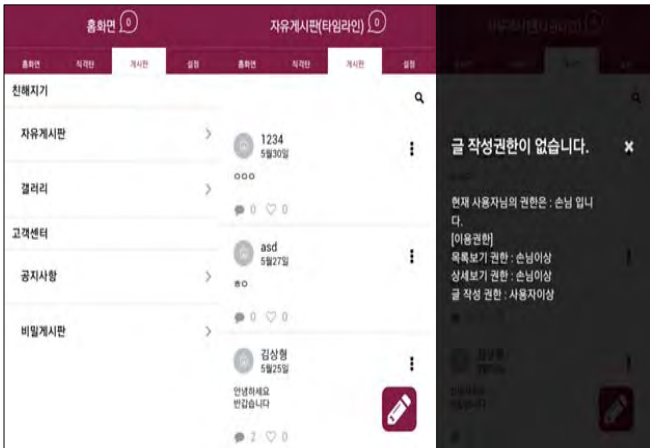 홈화면 0
홈화면 직각탄 게시판 설정
친해지기
자유게시판
갤러리
고객센터
공지사항
비밀게시판
자유게시판(타임라인) 0
홈화면 직각탄 게시판 설정
1234
5월30일
ㅇㅇㅇ
0 0
asd
5월27일
ㅎㅇ
0 0
김상형
5월25일
안녕하세요
반갑습니다
2 0
글 작성권한이 없습니다. ×
현재 사용자님의 권한은 : 손님 입니
다.
[이용권한]
목록보기 권한 : 손님이상
상세보기 권한 : 손님이상
글 작성 권한 : 사용자이상